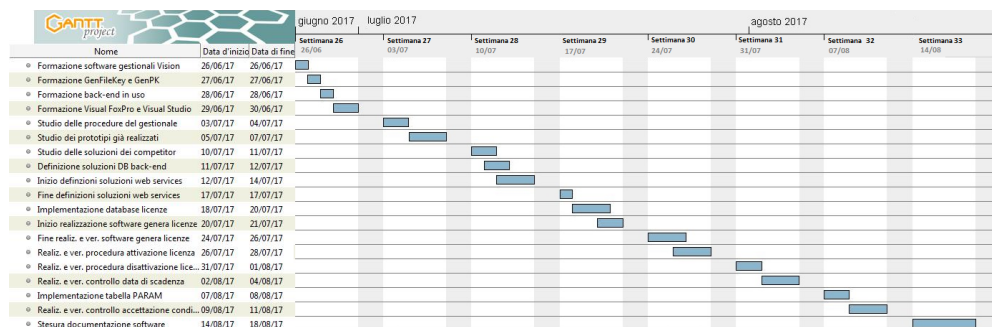 GANTT project
giugno 2017 luglio 2017 agosto 2017
Settimana 26 Settimana 27 Settimana 28 Settimana 29 Settimana 30 Settimana 31 Settimana 32 Settimana 33
Nome Data d'inizio Data di fine 26/06 03/07 10/07 17/07 24/07 31/07 07/08 14/08
Formazione software gestionali Vision 26/06/17 26/06/17
Formazione GenFileKey e GenPK 27/06/17 27/06/17
Formazione back-end in uso 28/06/17 28/06/17
Formazione Visual FoxPro e Visual Studio 29/06/17 30/06/17
Studio delle procedure del gestionale 03/07/17 04/07/17
Studio dei prototipi già realizzati 05/07/17 07/07/17
Studio delle soluzioni dei competitor 10/07/17 11/07/17
Definizione soluzioni DB back-end 11/07/17 12/07/17
Inizio definzioni soluzioni web services 12/07/17 14/07/17
Fine definizioni soluzioni web services 17/07/17 17/07/17
Implementazione database licenze 18/07/17 20/07/17
Inizio realizzazione software genera licenze 20/07/17 21/07/17
Fine realiz. e ver. software genera licenze 24/07/17 26/07/17
Realiz. e ver. procedura attivazione licenza 26/07/17 28/07/17
Realiz. e ver. procedura disattivazione lice... 31/07/17 01/08/17
Realiz. e ver. controllo data di scadenza 02/08/17 04/08/17
Implementazione tabella PARAM 07/08/17 08/08/17
Realiz. e ver. controllo accettazione condi... 09/08/17 11/08/17
Stesura documentazione software 14/08/17 18/08/17